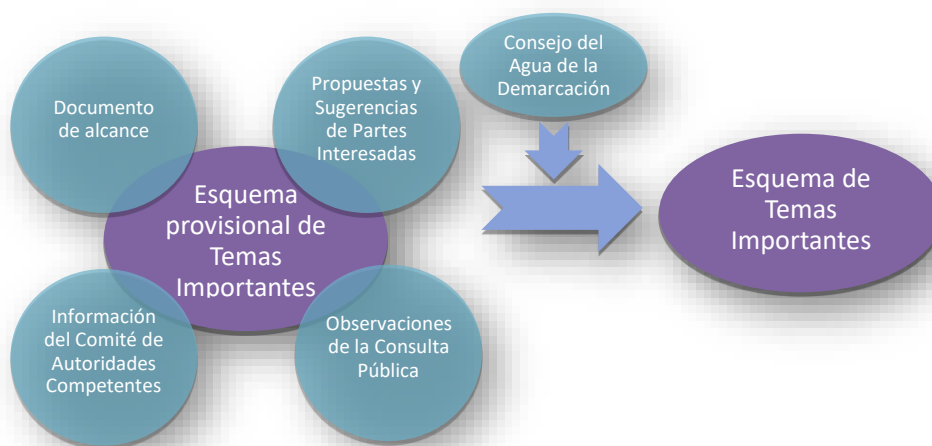 Documento
de alcance
Propuestas y
Sugerencias
de Partes
Interesadas
Consejo del
Agua de la
Demarcación
Esquema
provisional de
Temas
Importantes
Esquema de
Temas
Importantes
Información
del Comité de
Autoridades
Competentes
Observaciones
de la Consulta
Pública